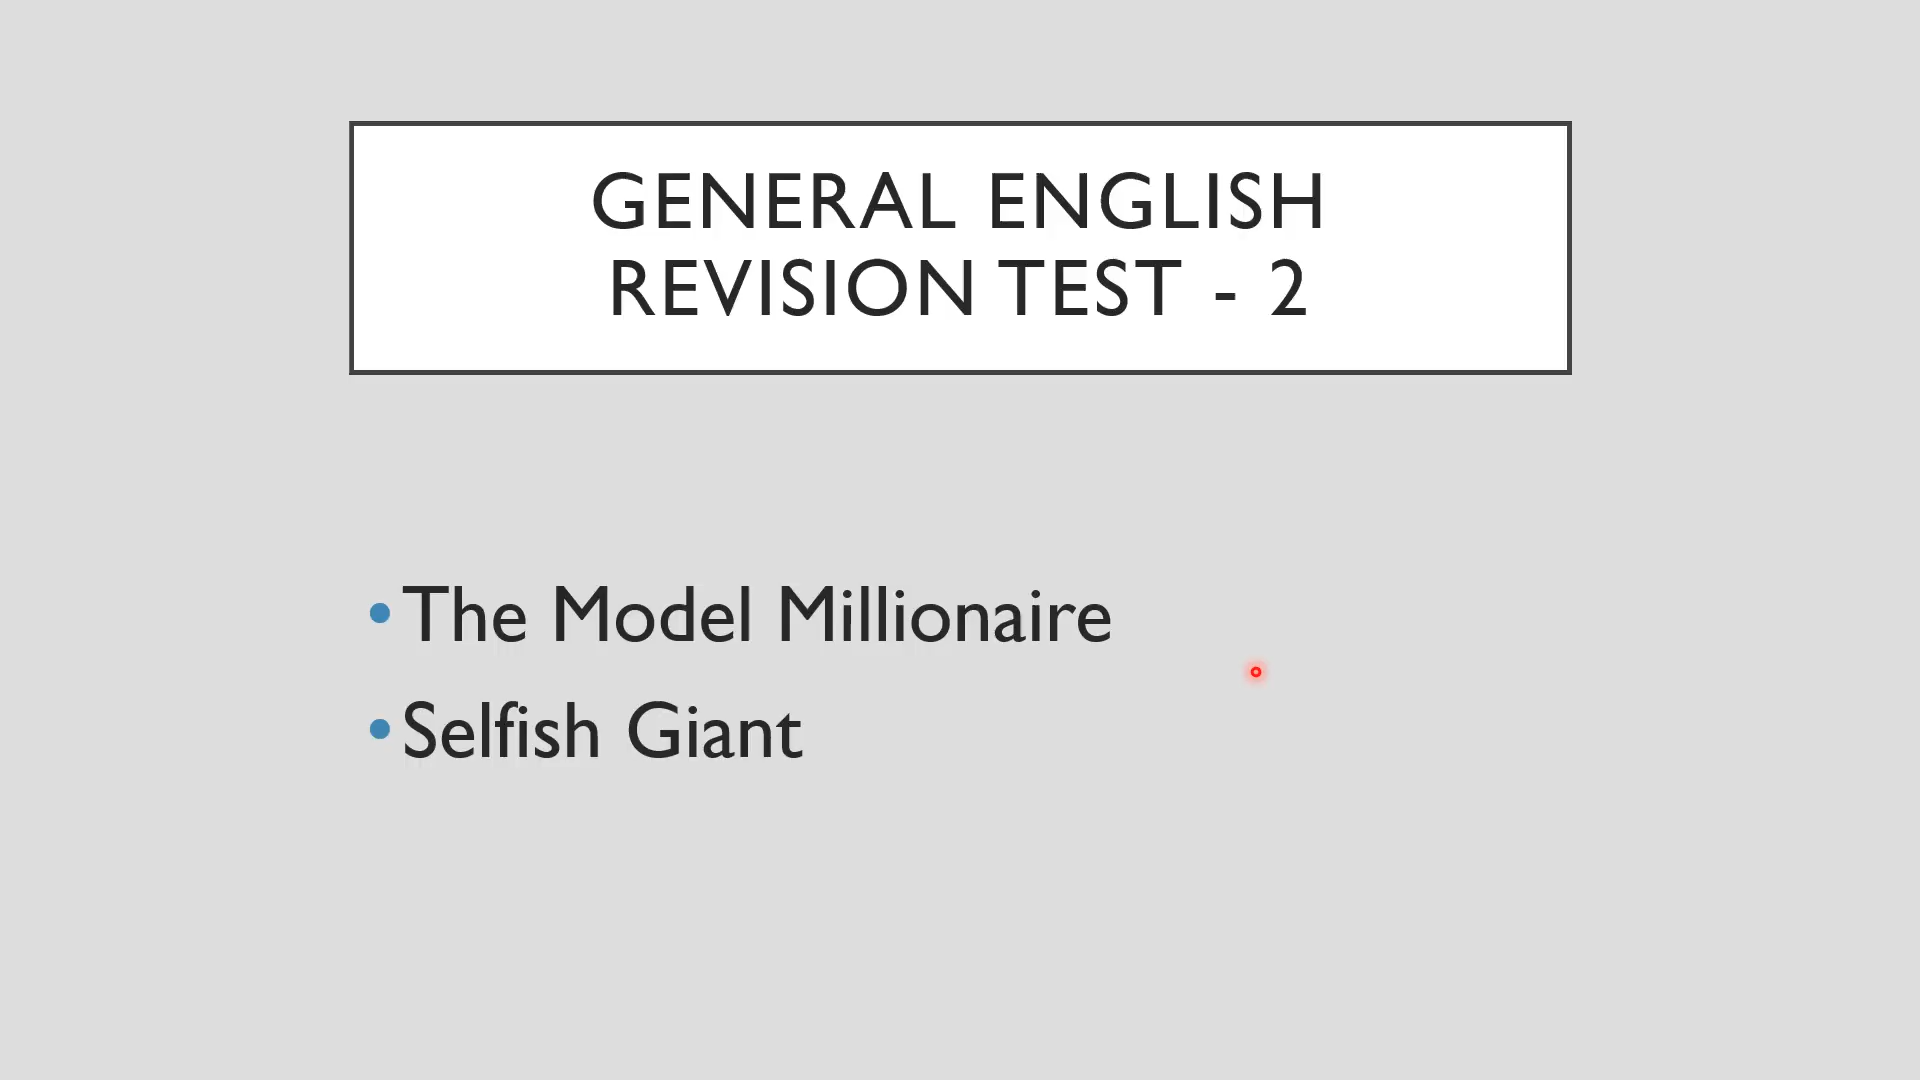 GENERAL ENGLISH
REVISION TEST - 2
• The Model Millionaire
• Selfish Giant